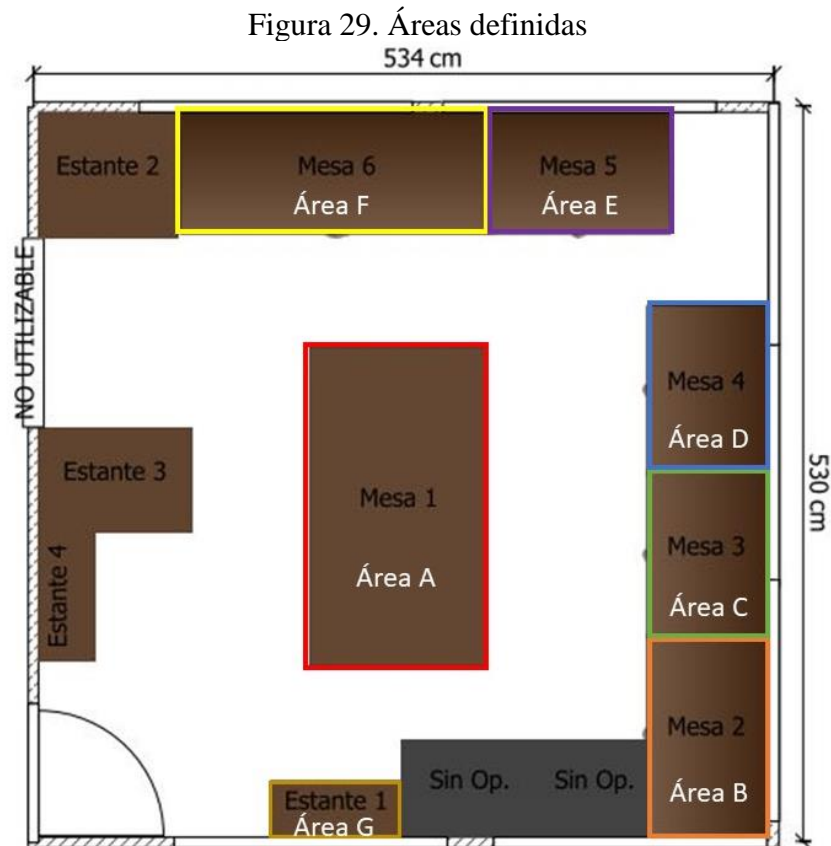 Figura 29. Áreas definidas
534 cm
Estante 2
Mesa 6
Área F
Mesa 5
Área E
NO UTILIZABLE
Mesa 4
Área D
Estante 3
530 cm
Mesa 1
Área A
Mesa 3
Área C
Estante 4
Mesa 2
Área B
Sin Op.
Sin Op.
Estante 1
Área G